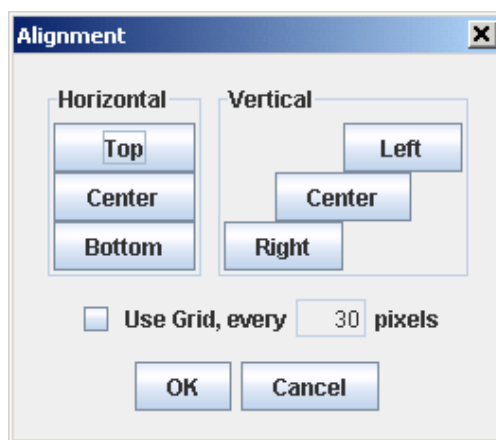 Alignment
Horizontal
Vertical
Top
Left
Center
Center
Bottom
Right
Use Grid, every 30 pixels
OK
Cancel